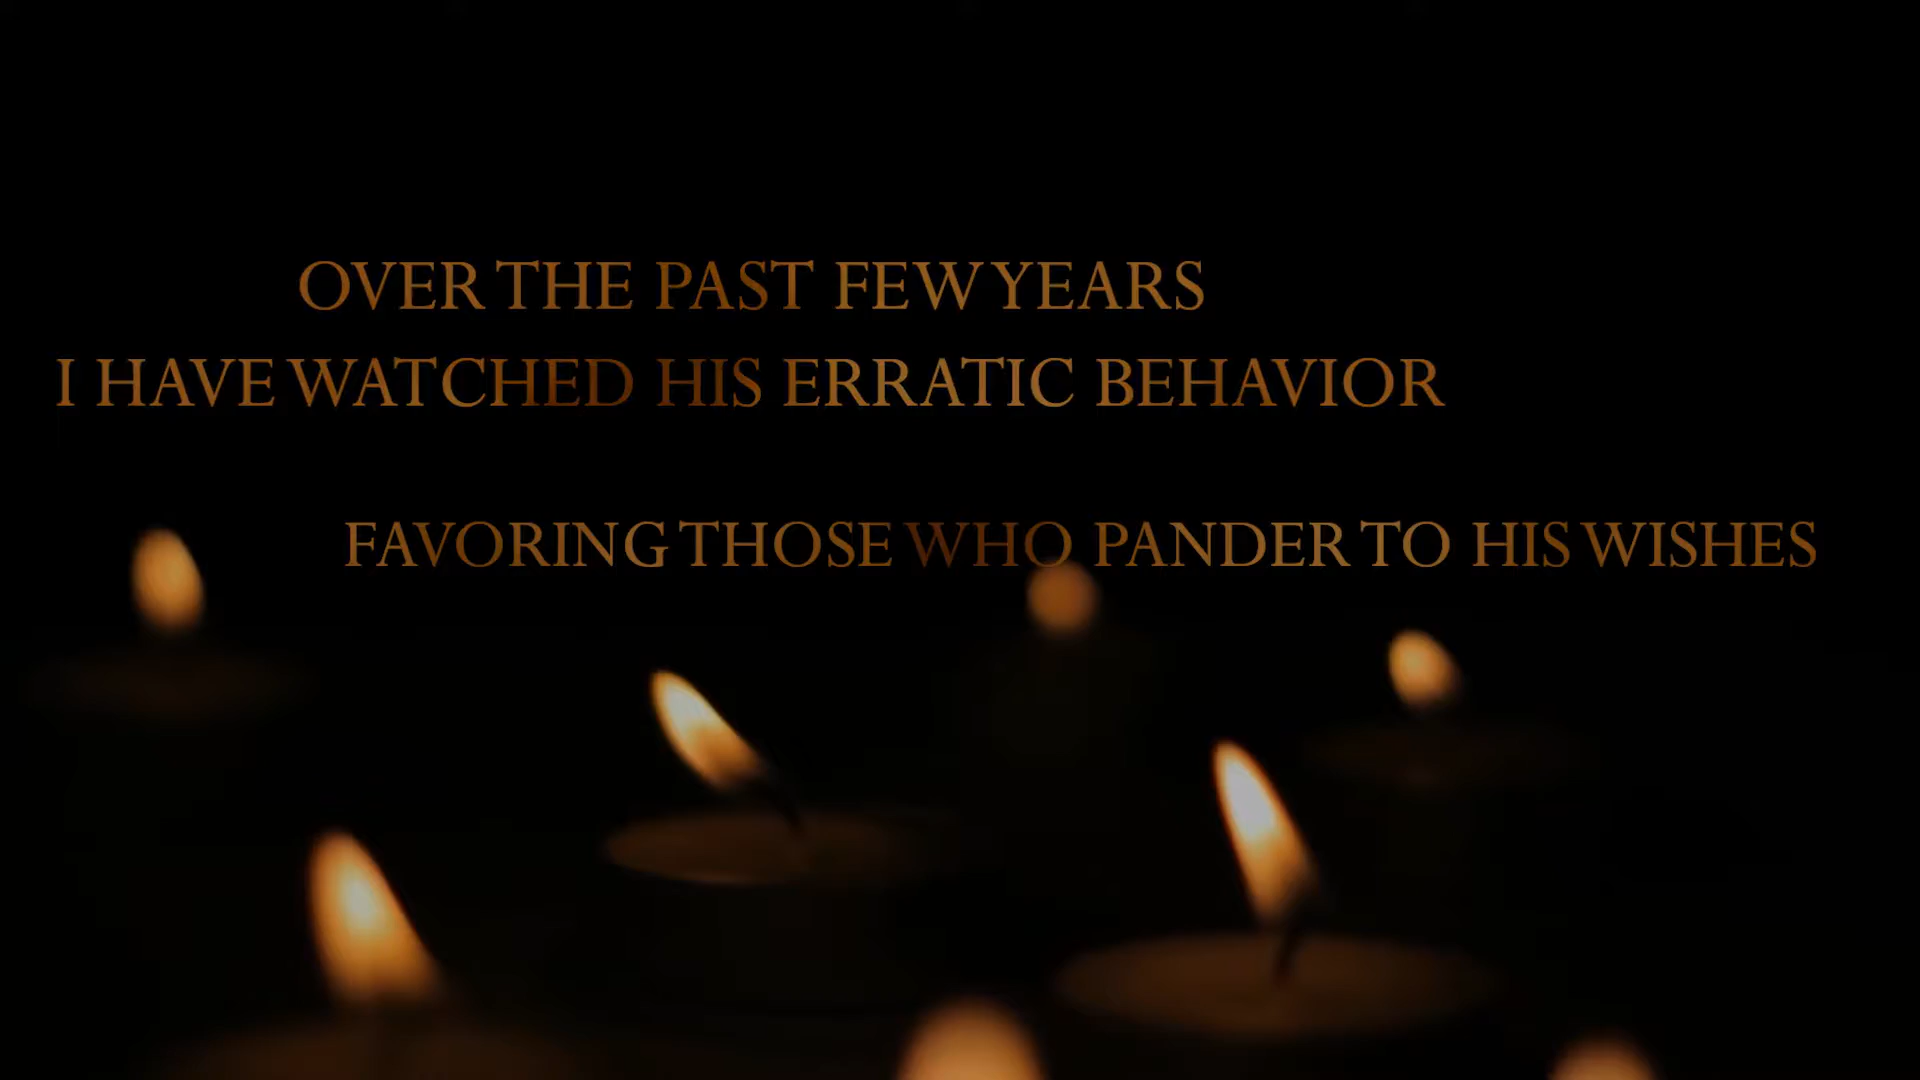 OVER THE PAST FEW YEARS
I HAVE WATCHED HIS ERRATIC BEHAVIOR
FAVORING THOSE WHO PANDER TO HIS WISHES